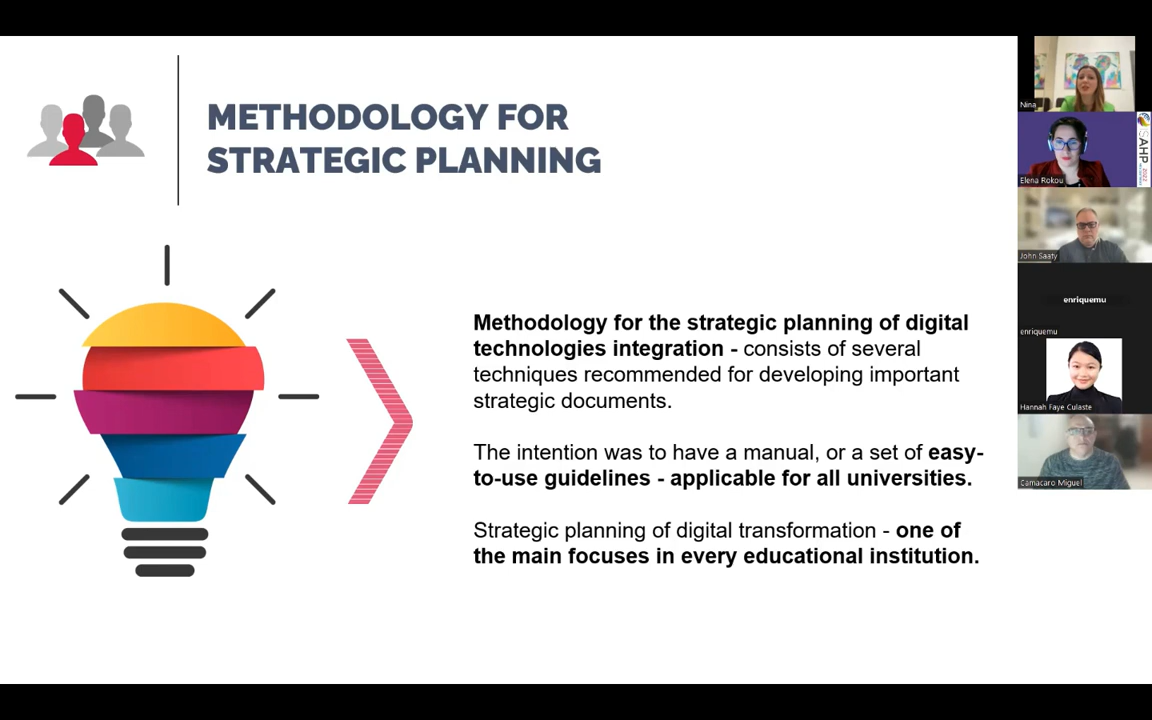 METHODOLOGY FOR
STRATEGIC PLANNING
Methodology for the strategic planning of digital
technologies integration - consists of several
techniques recommended for developing important
strategic documents.
The intention was to have a manual, or a set of easy-
to-use guidelines - applicable for all universities.
Strategic planning of digital transformation - one of
the main focuses in every educational institution.
Nina
Elena Rokou
AHP
2022
John Saaty
enriquemu
enriquemu
Hannah Faye Culaste
Camacaro Miguel